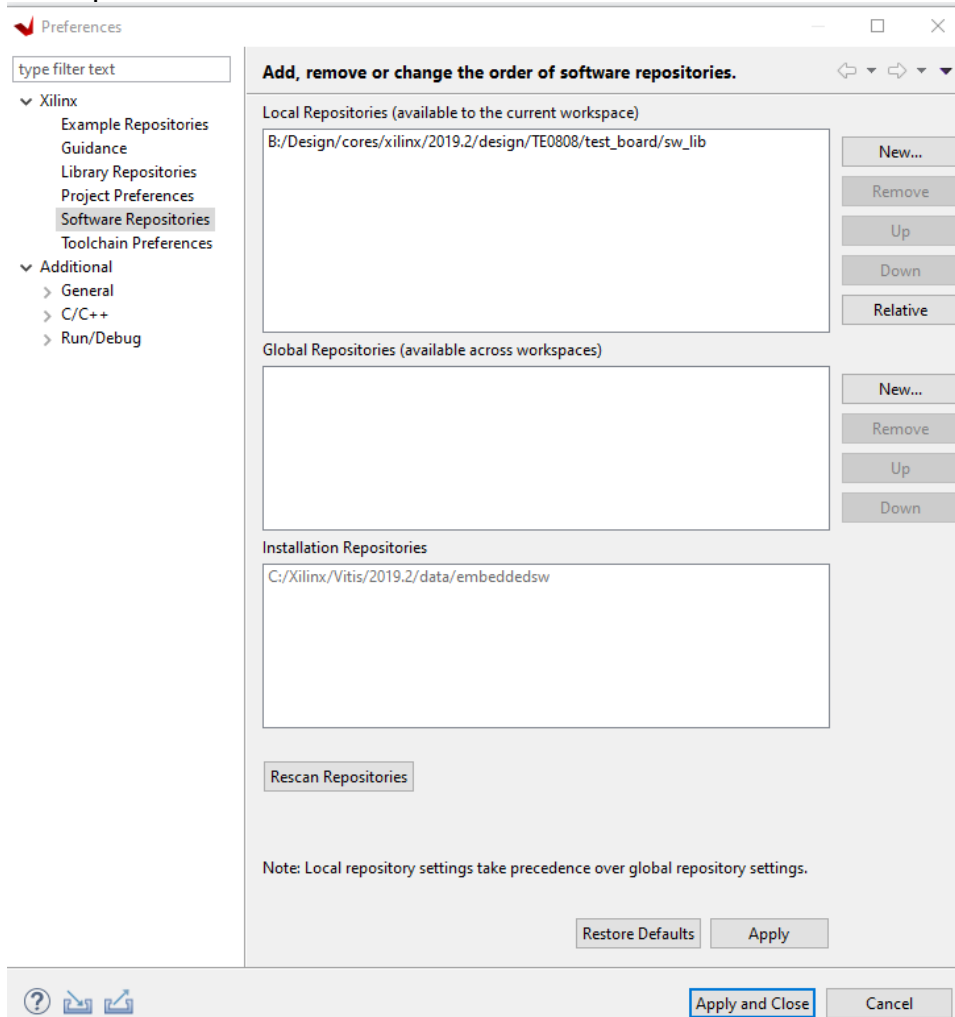 Preferences
type filter text
Xilinx
Example Repositories
Guidance
Library Repositories
Project Preferences
Software Repositories
Toolchain Preferences
Additional
General
C/C++
Run/Debug
Add, remove or change the order of software repositories.
Local Repositories (available to the current workspace)
B:/Design/cores/xilinx/2019.2/design/TE0808/test_board/sw_lib
New...
Remove
Up
Down
Relative
Global Repositories (available across workspaces)
New...
Remove
Up
Down
Installation Repositories
C:/Xilinx/Vitis/2019.2/data/embeddedsw
Rescan Repositories
Note: Local repository settings take precedence over global repository settings.
Restore Defaults
Apply
Apply and Close
Cancel